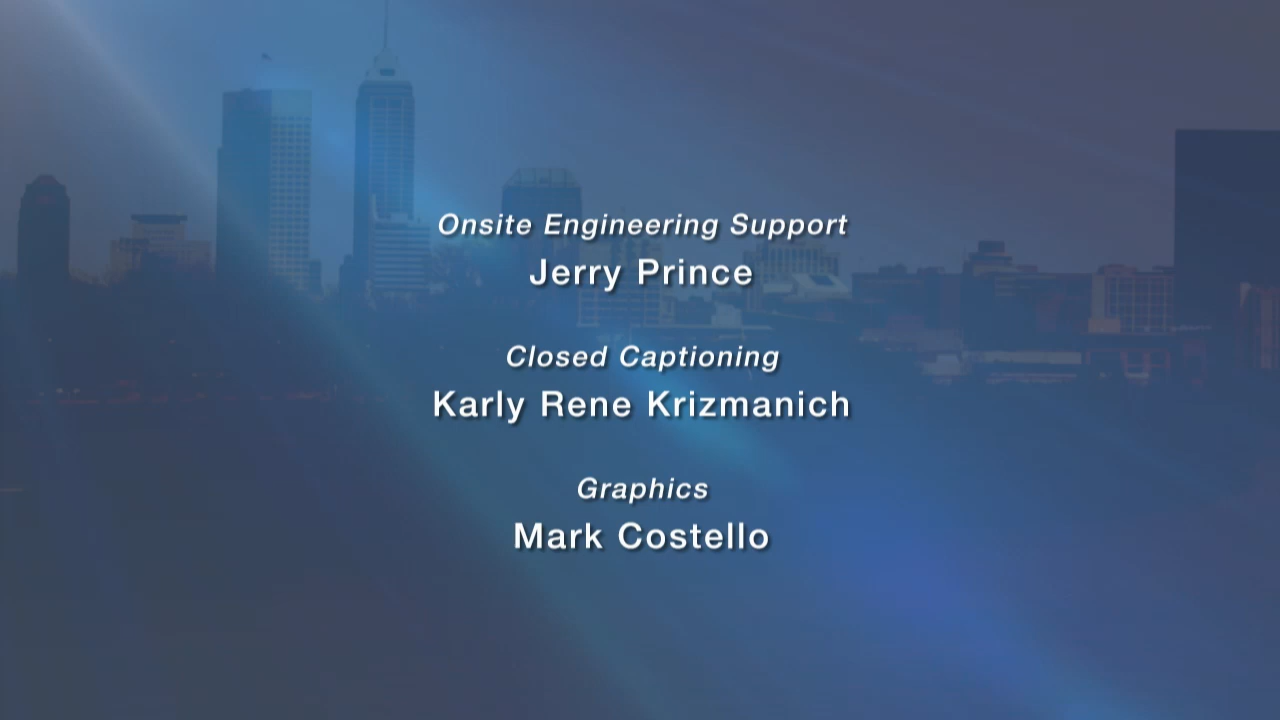 Onsite Engineering Support
Jerry Prince
Closed Captioning
Karly Rene Krizmanich
Graphics
Mark Costello